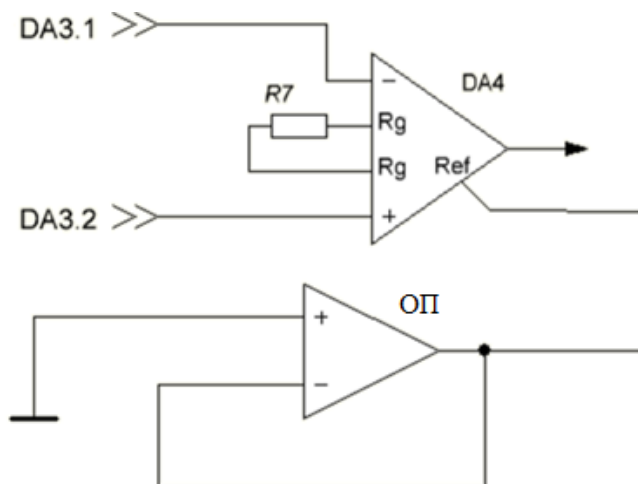 DA3.1
DA4
−
R7
Rg
Rg
Ref
DA3.2
+
ОП
+
−